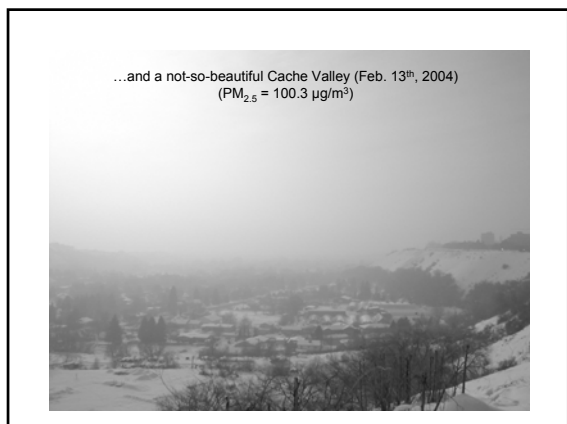 …and a not-so-beautiful Cache Valley (Feb. 13th, 2004)
(PM2.5 = 100.3 µg/m3)